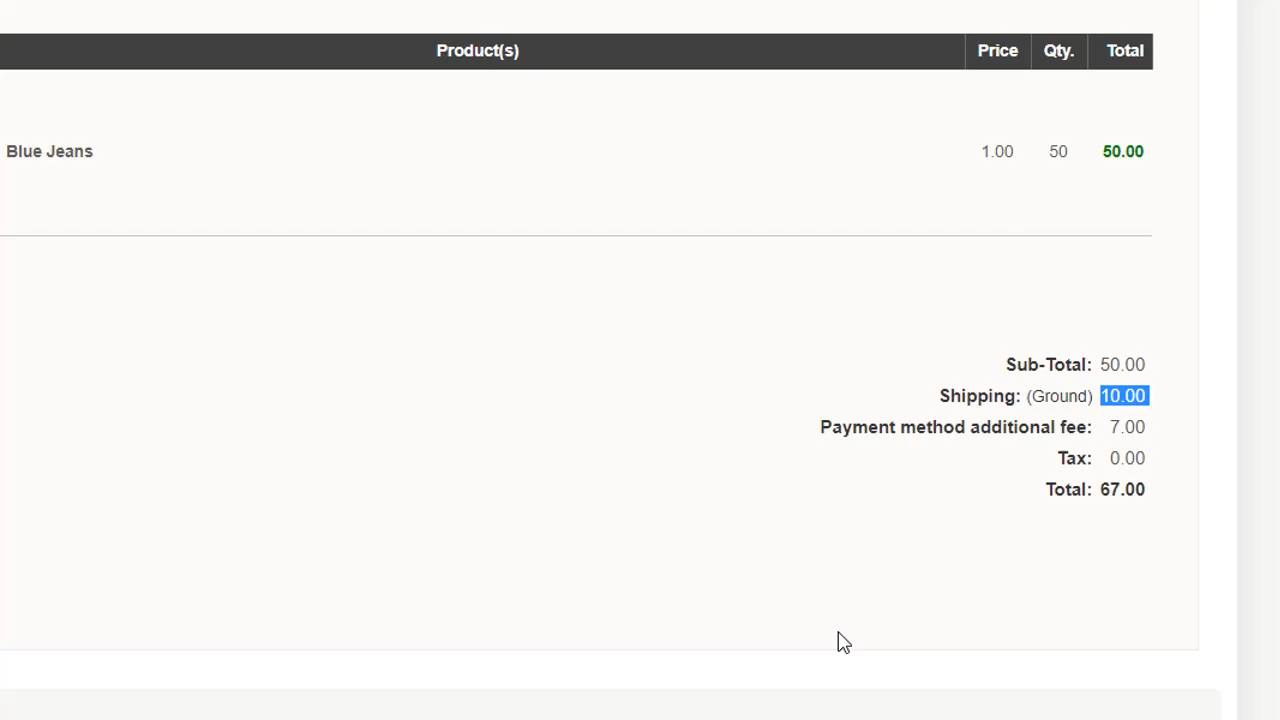 Product(s) Price Qty. Total
Blue Jeans 1.00 50 50.00
Sub-Total: 50.00
Shipping: (Ground) 10.00
Payment method additional fee: 7.00
Tax: 0.00
Total: 67.00